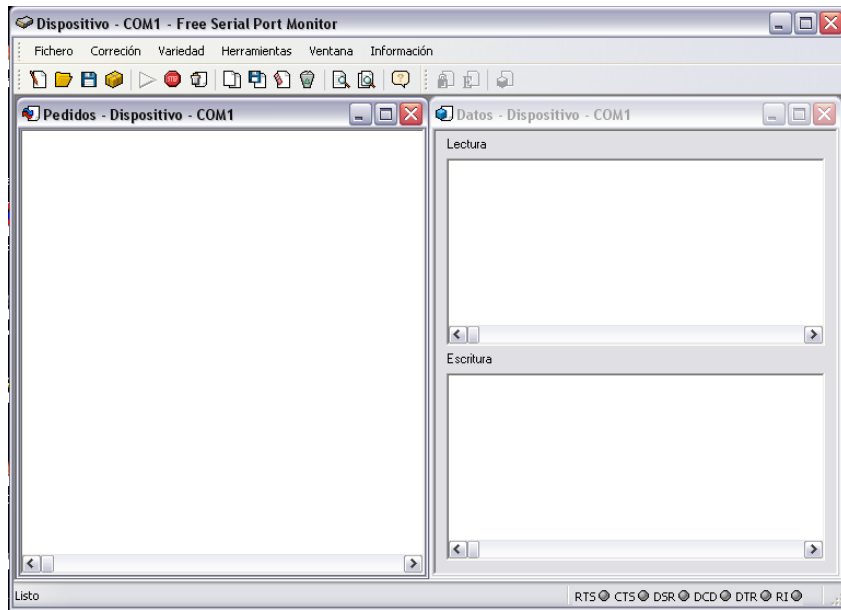 Dispositivo - COM1 - Free Serial Port Monitor
Fichero Correción Variedad Herramientas Ventana Información
Pedidos - Dispositivo - COM1
Datos - Dispositivo - COM1
Lectura
Escritura
Listo
RTS CTS DSR DCD DTR RI